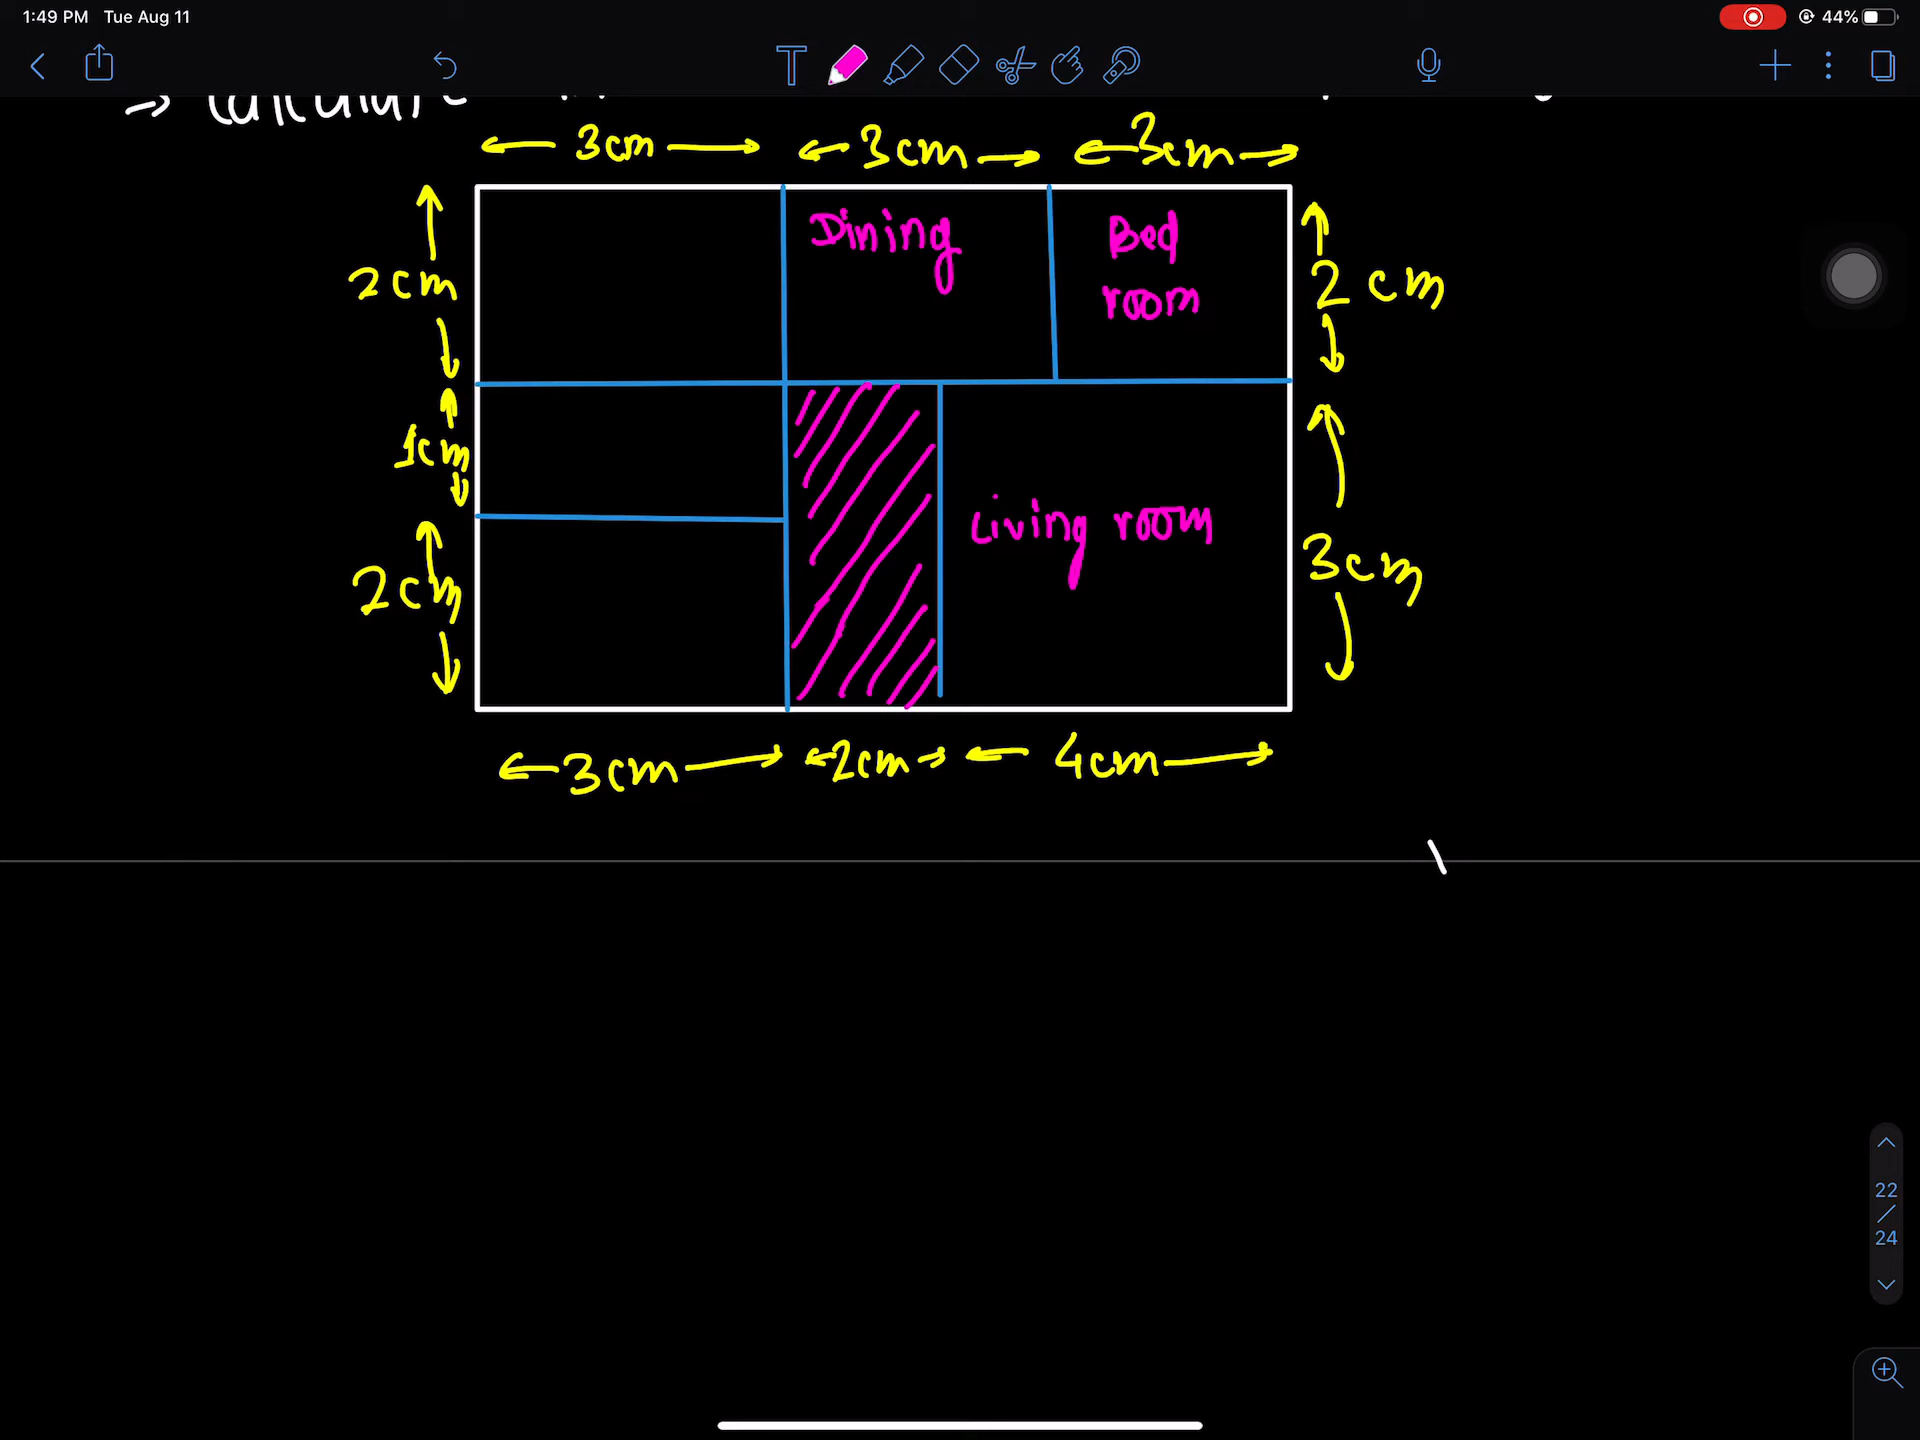 1:49 PM Tue Aug 11
44%
T
3cm 3cm 3cm
Dining
Bed
room
2cm
2 cm
1cm
Living room
3cm
2cm
3cm 2cm 4cm
22
24